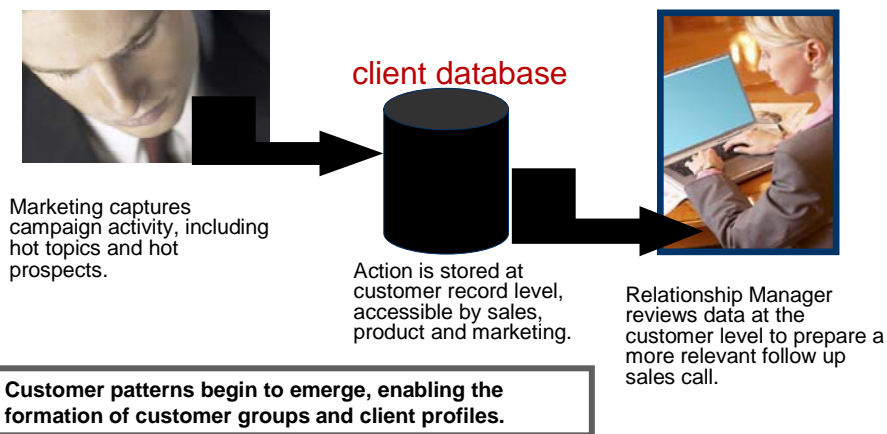 client database
Marketing captures
campaign activity, including
hot topics and hot
prospects.
Action is stored at
customer record level,
accessible by sales,
product and marketing.
Relationship Manager
reviews data at the
customer level to prepare a
more relevant follow up
sales call.
Customer patterns begin to emerge, enabling the
formation of customer groups and client profiles.